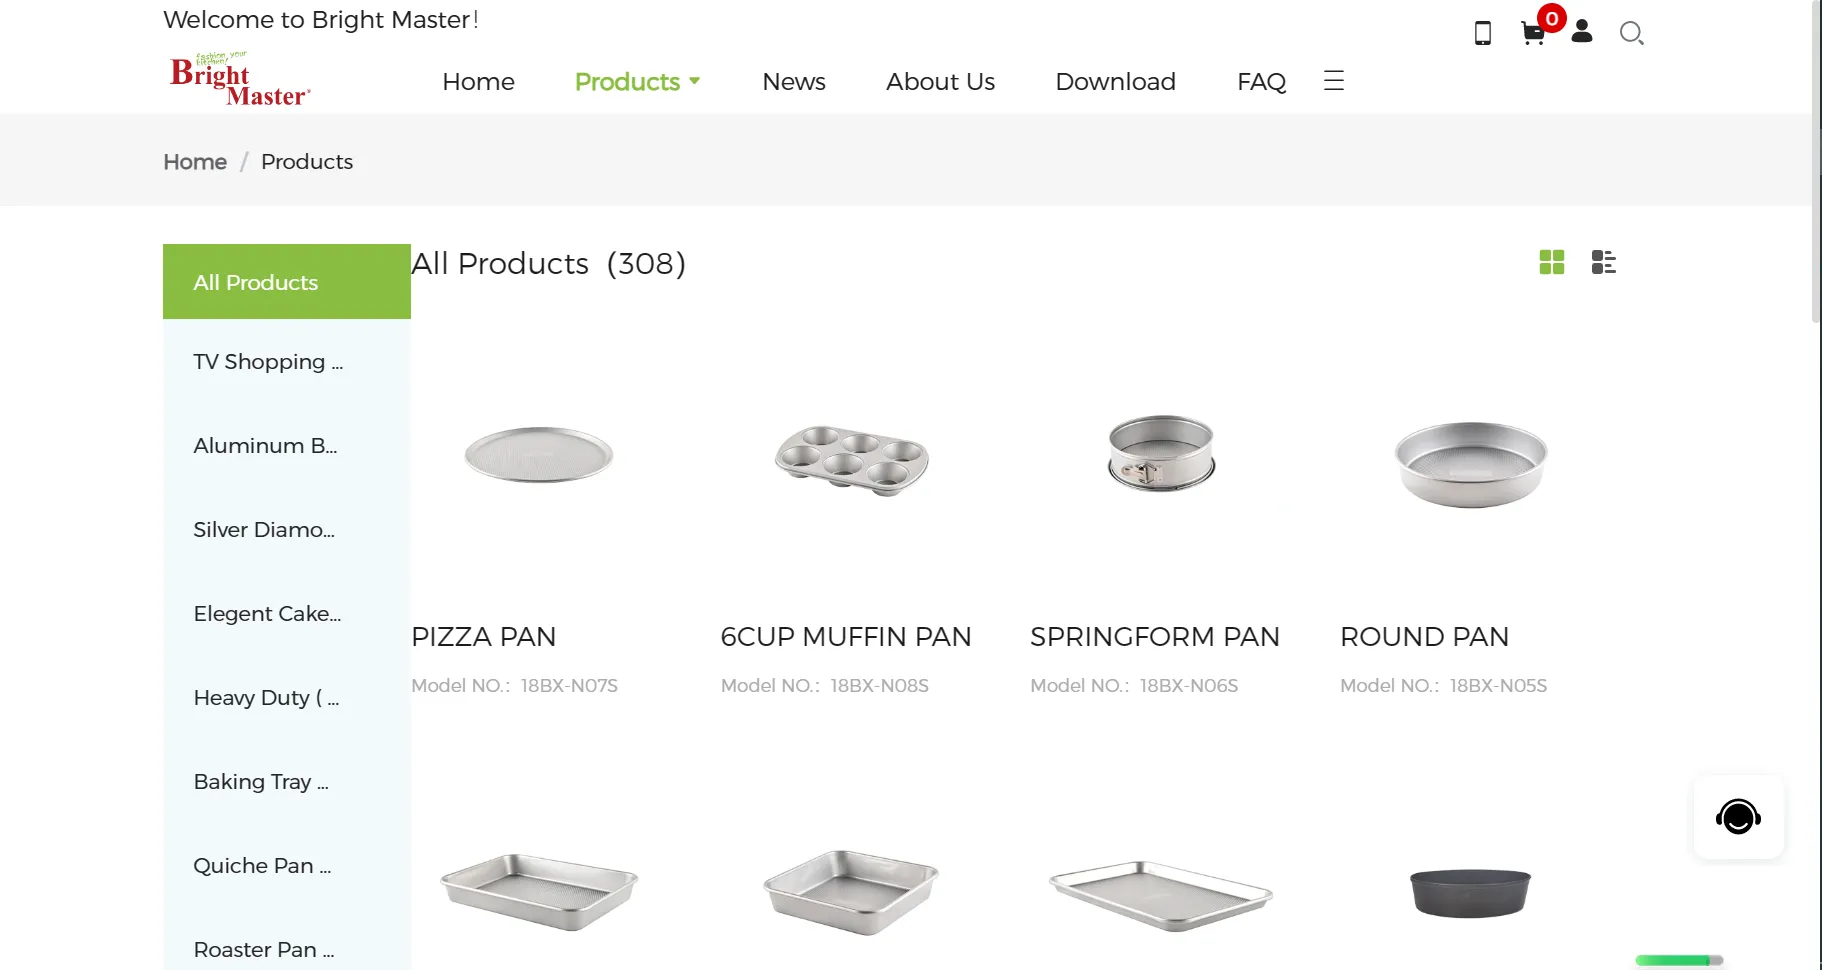 Welcome to Bright Master!
0
fashion your
kitchen!
Bright
Master
Home
Products
News
About Us
Download
FAQ
Home / Products
All Products
All Products (308)
TV Shopping ...
Aluminum B...
Silver Diamo...
Elegent Cake...
Heavy Duty ( ...
Baking Tray ...
Quiche Pan ...
Roaster Pan ...
PIZZA PAN
Model NO.: 18BX-N07S
6CUP MUFFIN PAN
Model NO.: 18BX-N08S
SPRINGFORM PAN
Model NO.: 18BX-N06S
ROUND PAN
Model NO.: 18BX-N05S